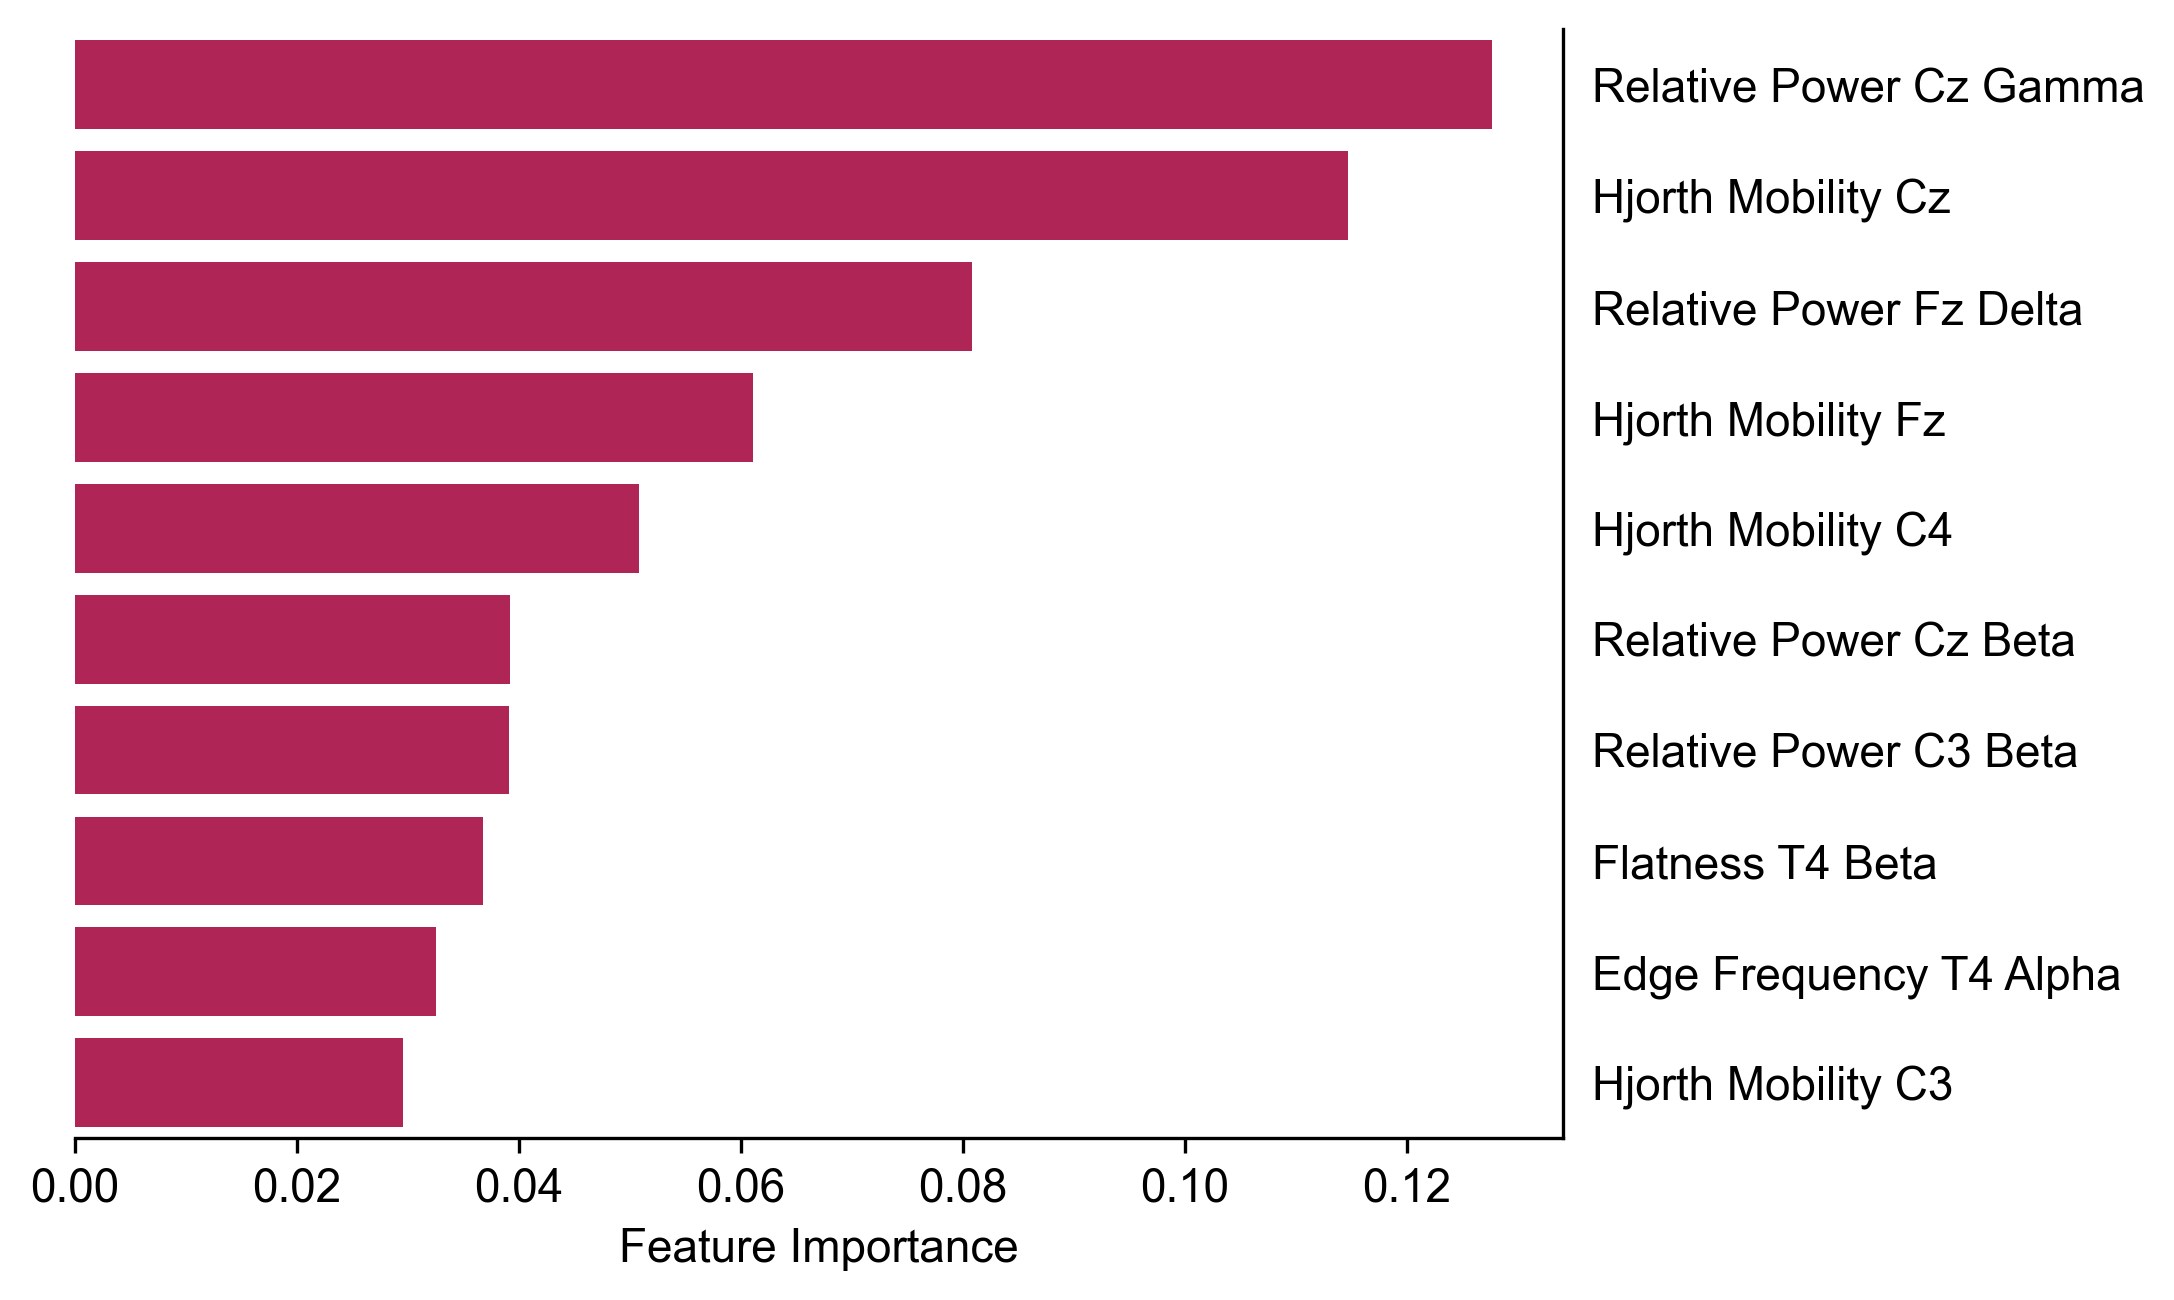 Relative Power Cz Gamma
Hjorth Mobility Cz
Relative Power Fz Delta
Hjorth Mobility Fz
Hjorth Mobility C4
Relative Power Cz Beta
Relative Power C3 Beta
Flatness T4 Beta
Edge Frequency T4 Alpha
Hjorth Mobility C3
0.00 0.02 0.04 0.06 0.08 0.10 0.12
Feature Importance